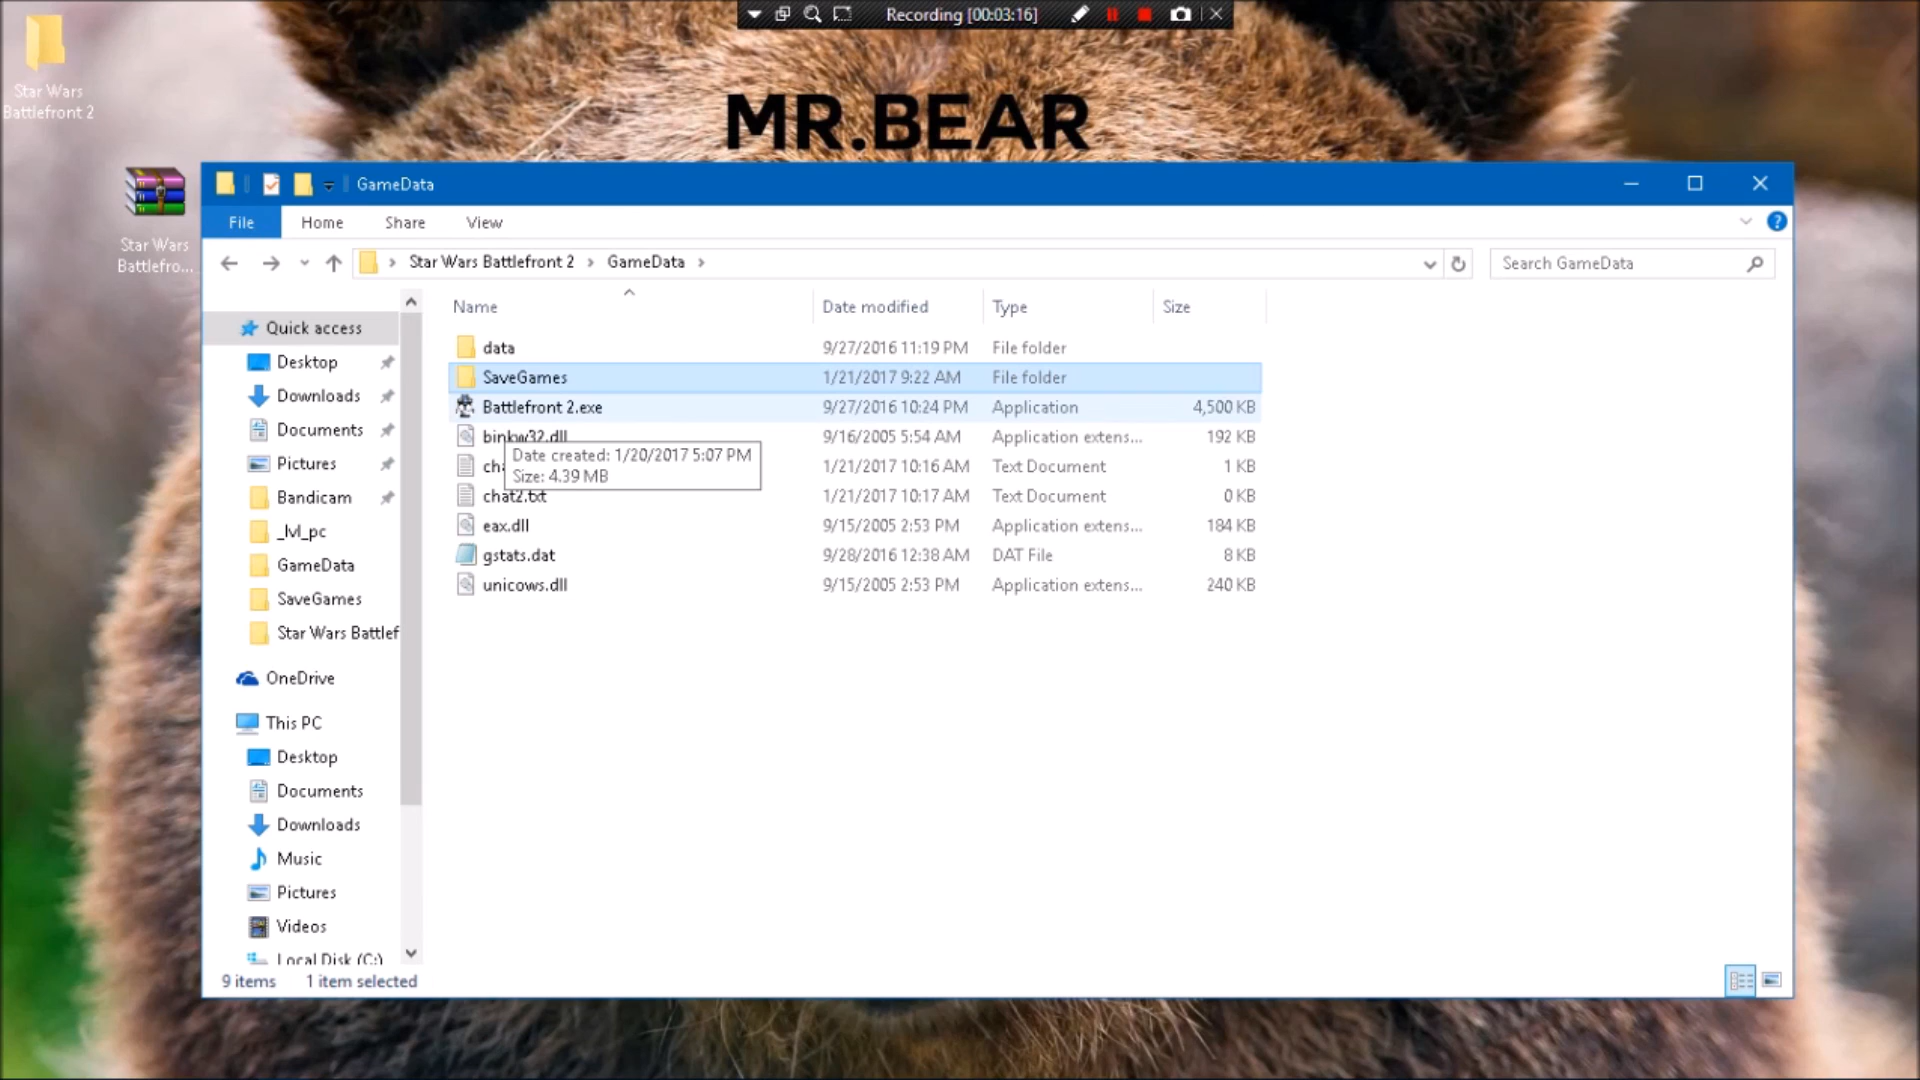 Recording [00:03:16]
Star Wars
Battlefront 2
MR.BEAR
Star Wars
Battlefro...
GameData
File Home Share View
Star Wars Battlefront 2 > GameData >
Search GameData
Name Date modified Type Size
Quick access
Desktop
Downloads
Documents
Pictures
Bandicam
_lvl_pc
GameData
SaveGames
Star Wars Battlef
OneDrive
This PC
Desktop
Documents
Downloads
Music
Pictures
Videos
Local Disk (C:)
data 9/27/2016 11:19 PM File folder
SaveGames 1/21/2017 9:22 AM File folder
Battlefront 2.exe 9/27/2016 10:24 PM Application 4,500 KB
binkw32.dll 9/16/2005 5:54 AM Application extens... 192 KB
1/21/2017 10:16 AM Text Document 1 KB
Date created: 1/20/2017 5:07 PM
Size: 4.39 MB
chat2.txt 1/21/2017 10:17 AM Text Document 0 KB
eax.dll 9/15/2005 2:53 PM Application extens... 184 KB
gstats.dat 9/28/2016 12:38 AM DAT File 8 KB
unicows.dll 9/15/2005 2:53 PM Application extens... 240 KB
9 items 1 item selected